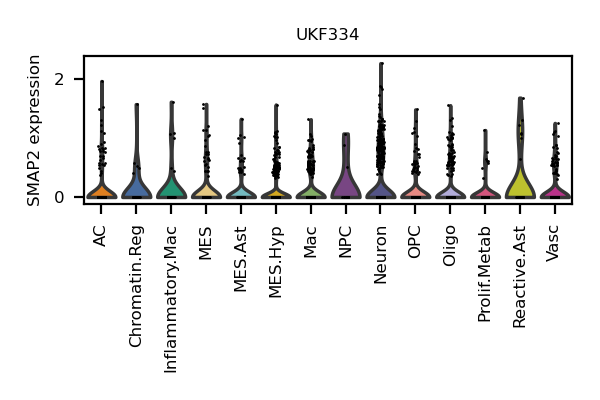 UKF334
SMAP2 expression
2
0
AC
Chromatin.Reg
Inflammatory.Mac
MES
MES.Ast
MES.Hyp
Mac
NPC
Neuron
OPC
Oligo
Prolif.Metab
Reactive.Ast
Vasc